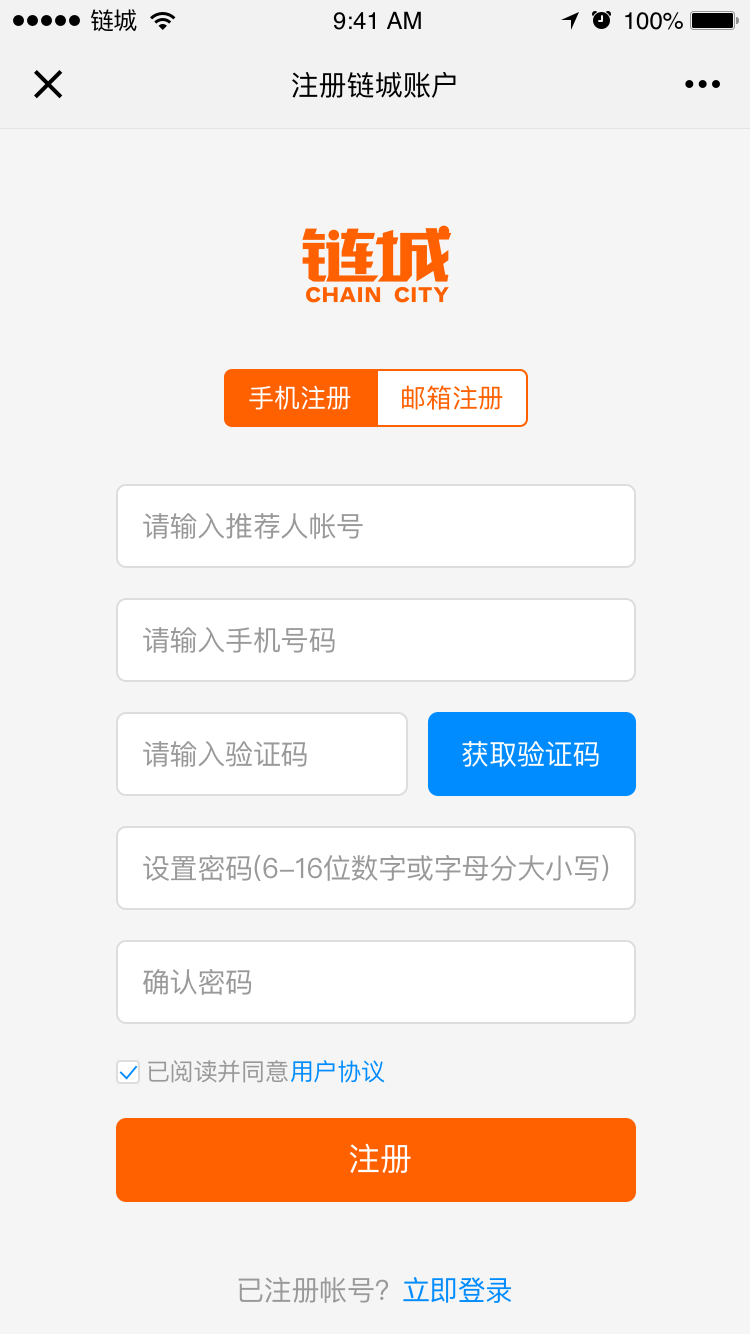 链城 9:41 AM 100%
注册链城账户
链城
CHAIN CITY
手机注册 邮箱注册
请输入推荐人帐号
请输入手机号码
请输入验证码 获取验证码
设置密码(6–16位数字或字母分大小写)
确认密码
已阅读并同意用户协议
注册
已注册帐号? 立即登录